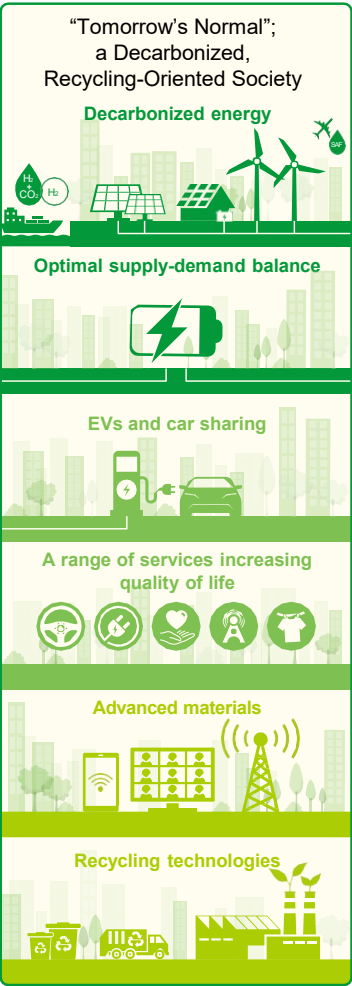 “Tomorrow’s Normal”;
a Decarbonized,
Recycling-Oriented Society
Decarbonized energy
H₂
+
CO₂
H₂
SAF
Optimal supply-demand balance
EVs and car sharing
A range of services increasing
quality of life
Advanced materials
Recycling technologies